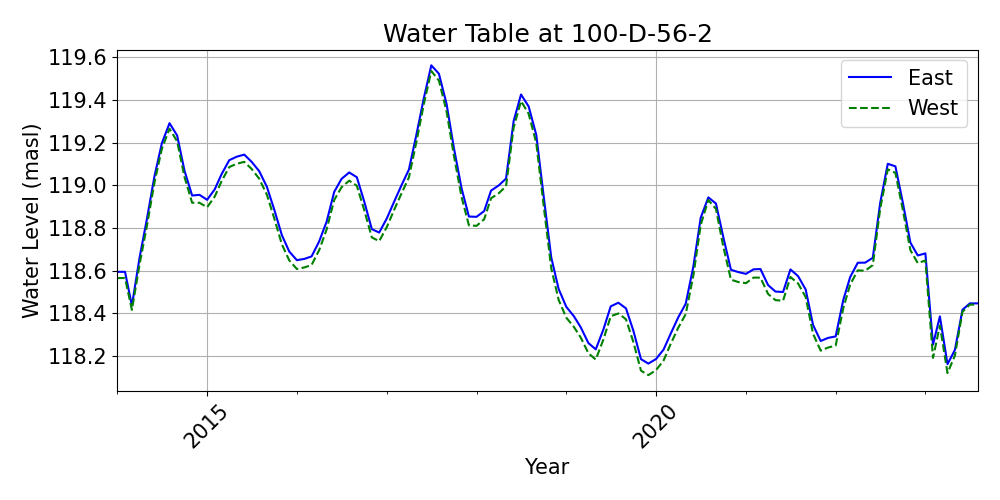 Water Table at 100-D-56-2
Water Level (masl)
119.6
119.4
119.2
119.0
118.8
118.6
118.4
118.2
East
West
2015
2020
Year